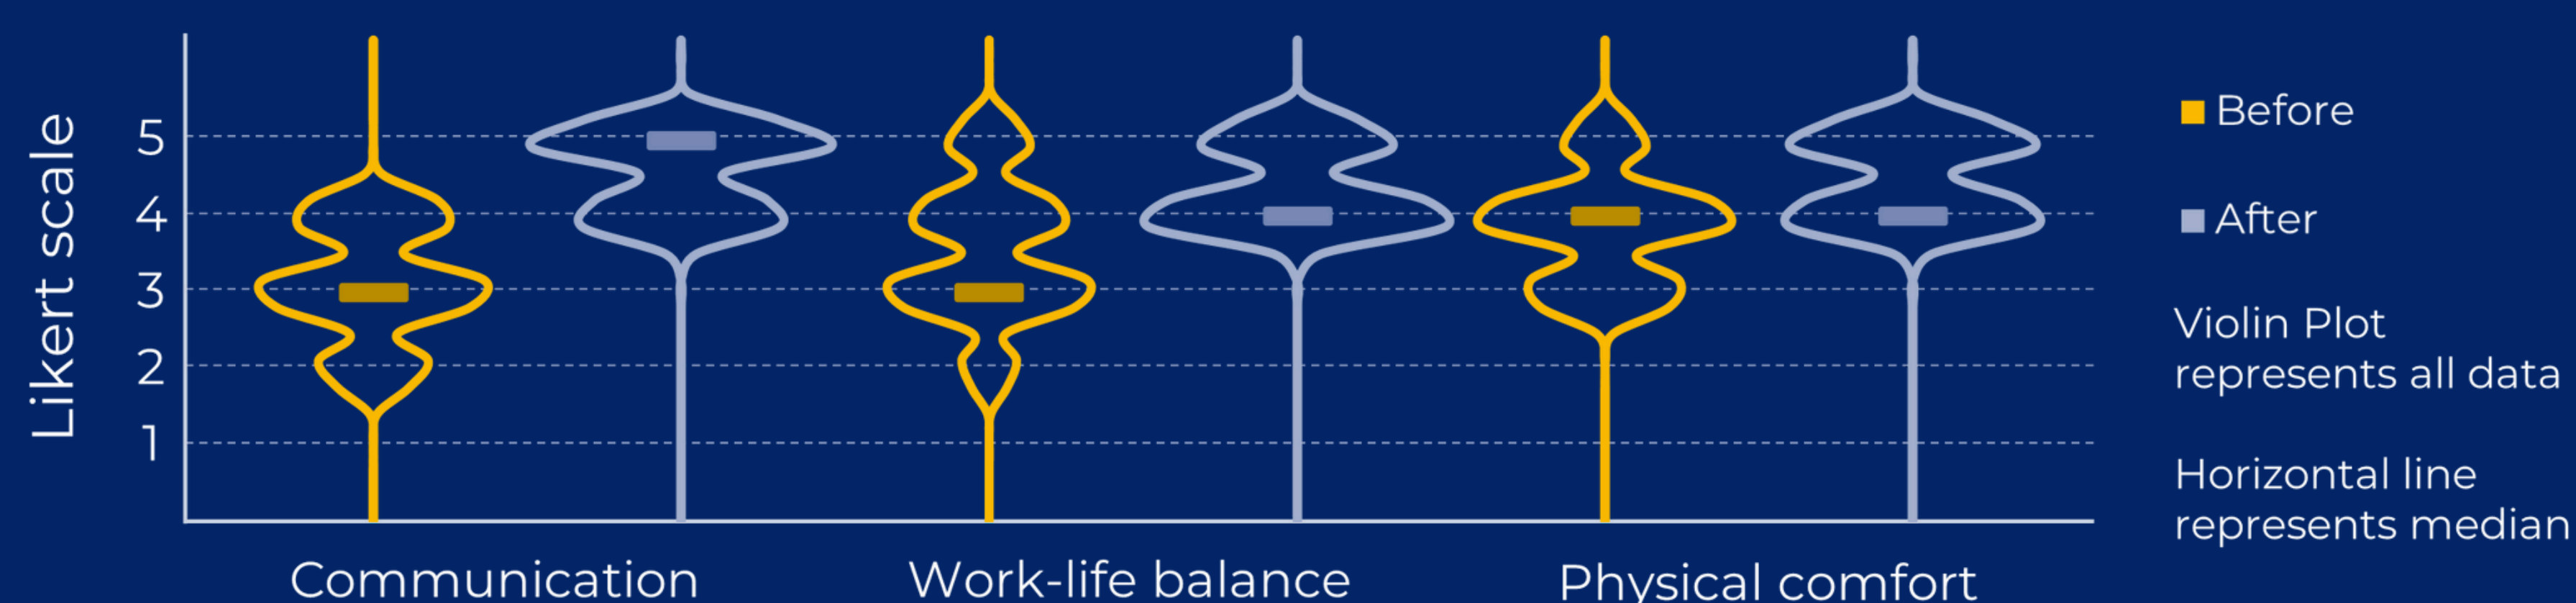 Likert scale
5
4
3
2
1
Communication
Work-life balance
Physical comfort
Before
After
Violin Plot
represents all data
Horizontal line
represents median